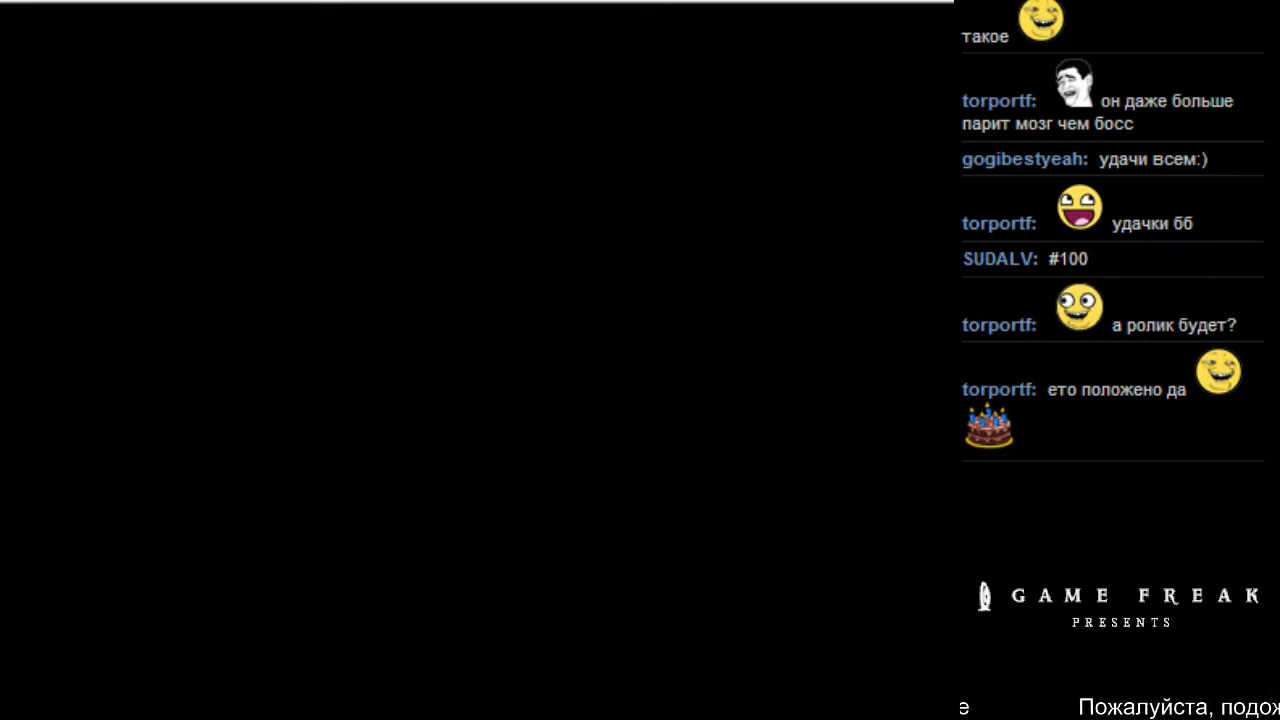 такое
torportf: он даже больше
парит мозг чем босс
gogibestyeah: удачи всем:)
torportf: удачки бб
SUDALV: #100
torportf: а ролик будет?
torportf: ето положено да
GAME FREAK
PRESENTS
е Пожалуйста, подож